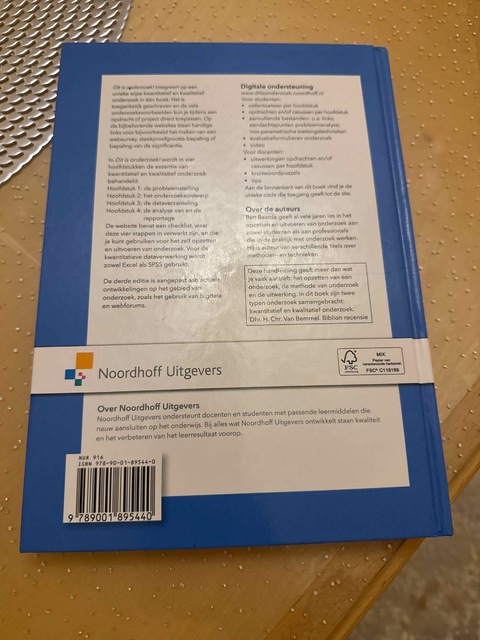 Dit is onderzoek! integreert op een
unieke wijze kwantitatief en kwalitatief
onderzoek in één boek. Het is
toegankelijk geschreven en de vele
onderzoeksvoorbeelden kun je tijdens een
opdracht of project direct toepassen. Op
de bijbehorende websites staan handige
links voor bijvoorbeeld het maken van een
websurvey, steekproefgrootte-bepaling of
bepaling van de significantie.
In Dit is onderzoek! wordt in vier
hoofdstukken de essentie van
kwantitatief en kwalitatief onderzoek
behandeld:
Hoofdstuk 1: de probleemstelling
Hoofdstuk 2: het onderzoeksontwerp
Hoofdstuk 3: de dataverzameling
Hoofdstuk 4: de analyse van en de
rapportage
De website bevat een checklist, waar
deze vier stappen in verwerkt zijn, en die
je kunt gebruiken voor het zelf opzetten
en uitvoeren van onderzoek. Voor de
kwantitatieve dataverwerking wordt
zowel Excel als SPSS gebruikt.
De derde editie is aangepast aan actuele
ontwikkelingen op het gebied van
onderzoek, zoals het gebruik van bigdata
en webforums.
Digitale ondersteuning
www.ditisonderzoek.noordhoff.nl
Voor studenten:
• oefentoetsen per hoofdstuk
• opdrachten en/of casussen per hoofdstuk
• aanvullende bestanden: o.a. links,
aandachtspunten probleemanalyse,
non-parametrische toetsingstechnieken
• evaluatieformulieren onderzoek
• video
Voor docenten:
• uitwerkingen opdrachten en/of
casussen per hoofdstuk
• kruiswoordpuzzels
• tips
Aan de binnenkant van dit boek vind je de
unieke code die toegang geeft tot de site.
Over de auteurs
Ben Baarda geeft al vele jaren les in het
opzetten en uitvoeren van onderzoek aan
zowel studenten als aan professionals
die in de praktijk met onderzoek werken.
Hij is auteur van verschillende titels over
methoden- en technieken
Deze handleiding geeft meer dan wat
je vaak aantreft: het opzetten van een
onderzoek, de methode van onderzoek
en de uitwerking. In dit boek zijn twee
typen onderzoek samengebracht:
kwantitatief en kwalitatief onderzoek.
Dhr. H. Chr. Van Bemmel. Biblion recensie
Noordhoff Uitgevers
FSC
MIX
Papier van
verantwoorde herkomst
FSC® C118189
Over Noordhoff Uitgevers
Noordhoff Uitgevers ondersteunt docenten en studenten met passende leermiddelen die
nauw aansluiten op het onderwijs. Bij alles wat Noordhoff Uitgevers ontwikkelt staan kwaliteit
en het verbeteren van het leerresultaat voorop.
NUR 916
ISBN 978-90-01-89544-0
9 789001 895440